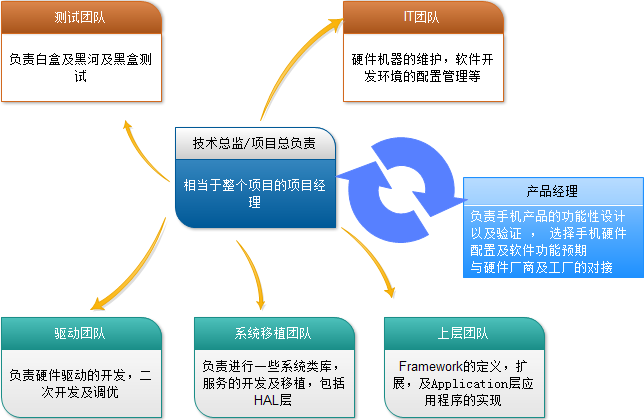 测试团队
负责白盒及黑河及黑盒测
试
IT团队
硬件机器的维护，软件开
发环境的配置管理等
技术总监/项目总负责
相当于整个项目的项目经
理
产品经理
负责手机产品的功能性设计
以及验证 ， 选择手机硬件
配置及软件功能预期
与硬件厂商及工厂的对接
驱动团队
负责硬件驱动的开发，二
次开发及调优
系统移植团队
负责进行一些系统类库，
服务的开发及移植，包括
HAL层
上层团队
Framework的定义，扩
展，及Application层应
用程序的实现